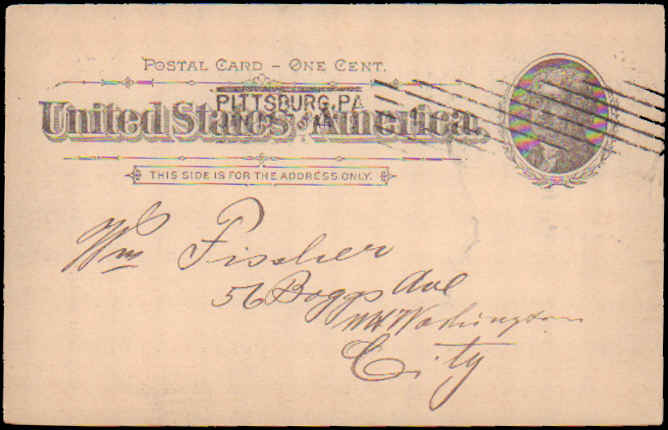 POSTAL CARD - ONE CENT.
PITTSBURG, PA
United States of America.
THIS SIDE IS FOR THE ADDRESS ONLY.
Wm Fischer
56 Boggs Ave
Mt Washington
City